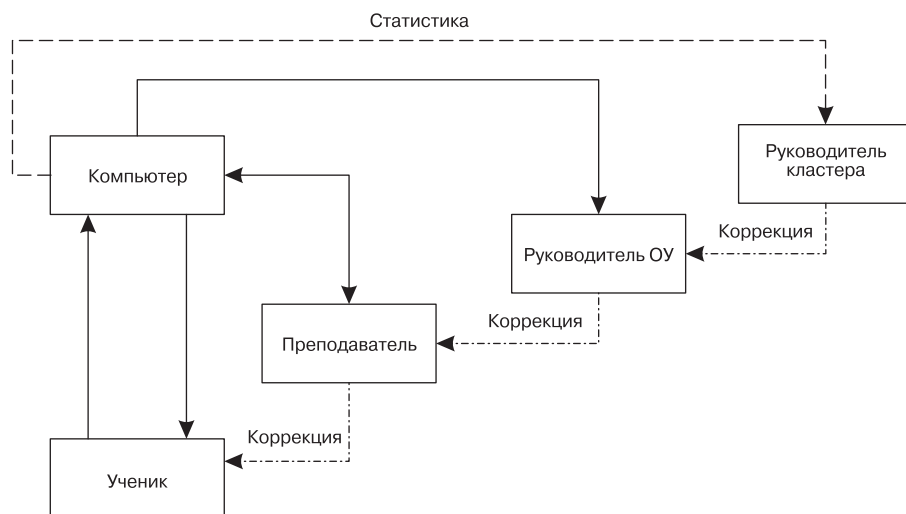 Статистика
Компьютер
Руководитель
кластера
Коррекция
Руководитель ОУ
Коррекция
Преподаватель
Коррекция
Ученик